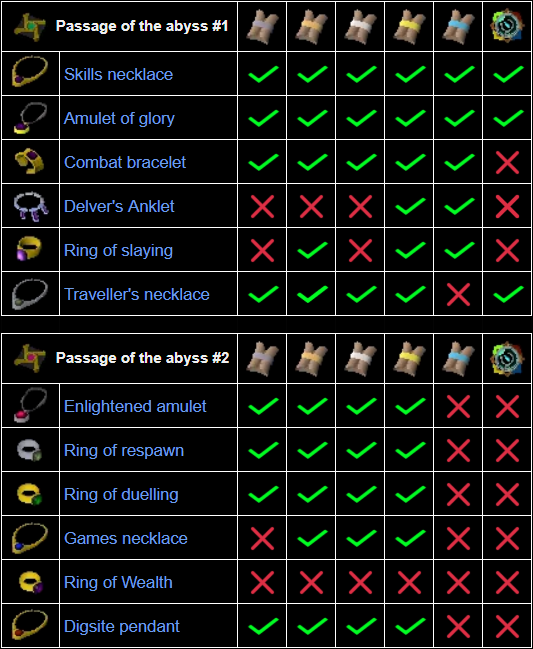 Passage of the abyss #1
Skills necklace
Amulet of glory
Combat bracelet
Delver's Anklet
Ring of slaying
Traveller's necklace
Passage of the abyss #2
Enlightened amulet
Ring of respawn
Ring of duelling
Games necklace
Ring of Wealth
Digsite pendant